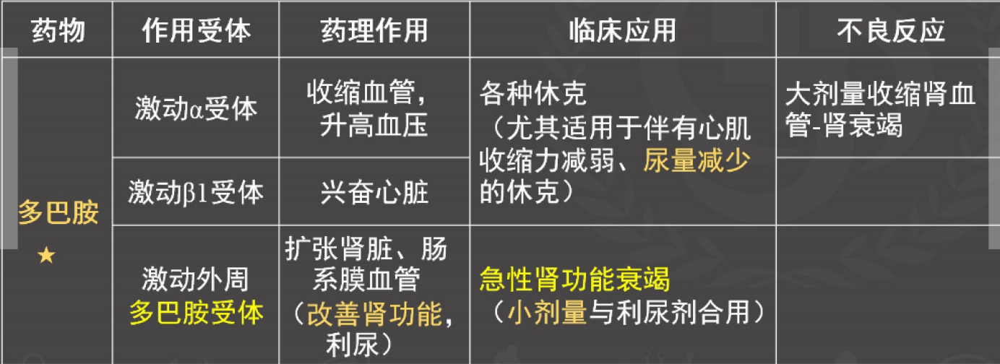 药物
作用受体
药理作用
临床应用
不良反应
多巴胺
★
激动α受体
收缩血管，
升高血压
各种休克
（尤其适用于伴有心肌
收缩力减弱、尿量减少
的休克）
大剂量收缩肾血
管-肾衰竭
激动β1受体
兴奋心脏
激动外周
多巴胺受体
扩张肾脏、肠
系膜血管
（改善肾功能，
利尿）
急性肾功能衰竭
（小剂量与利尿剂合用）